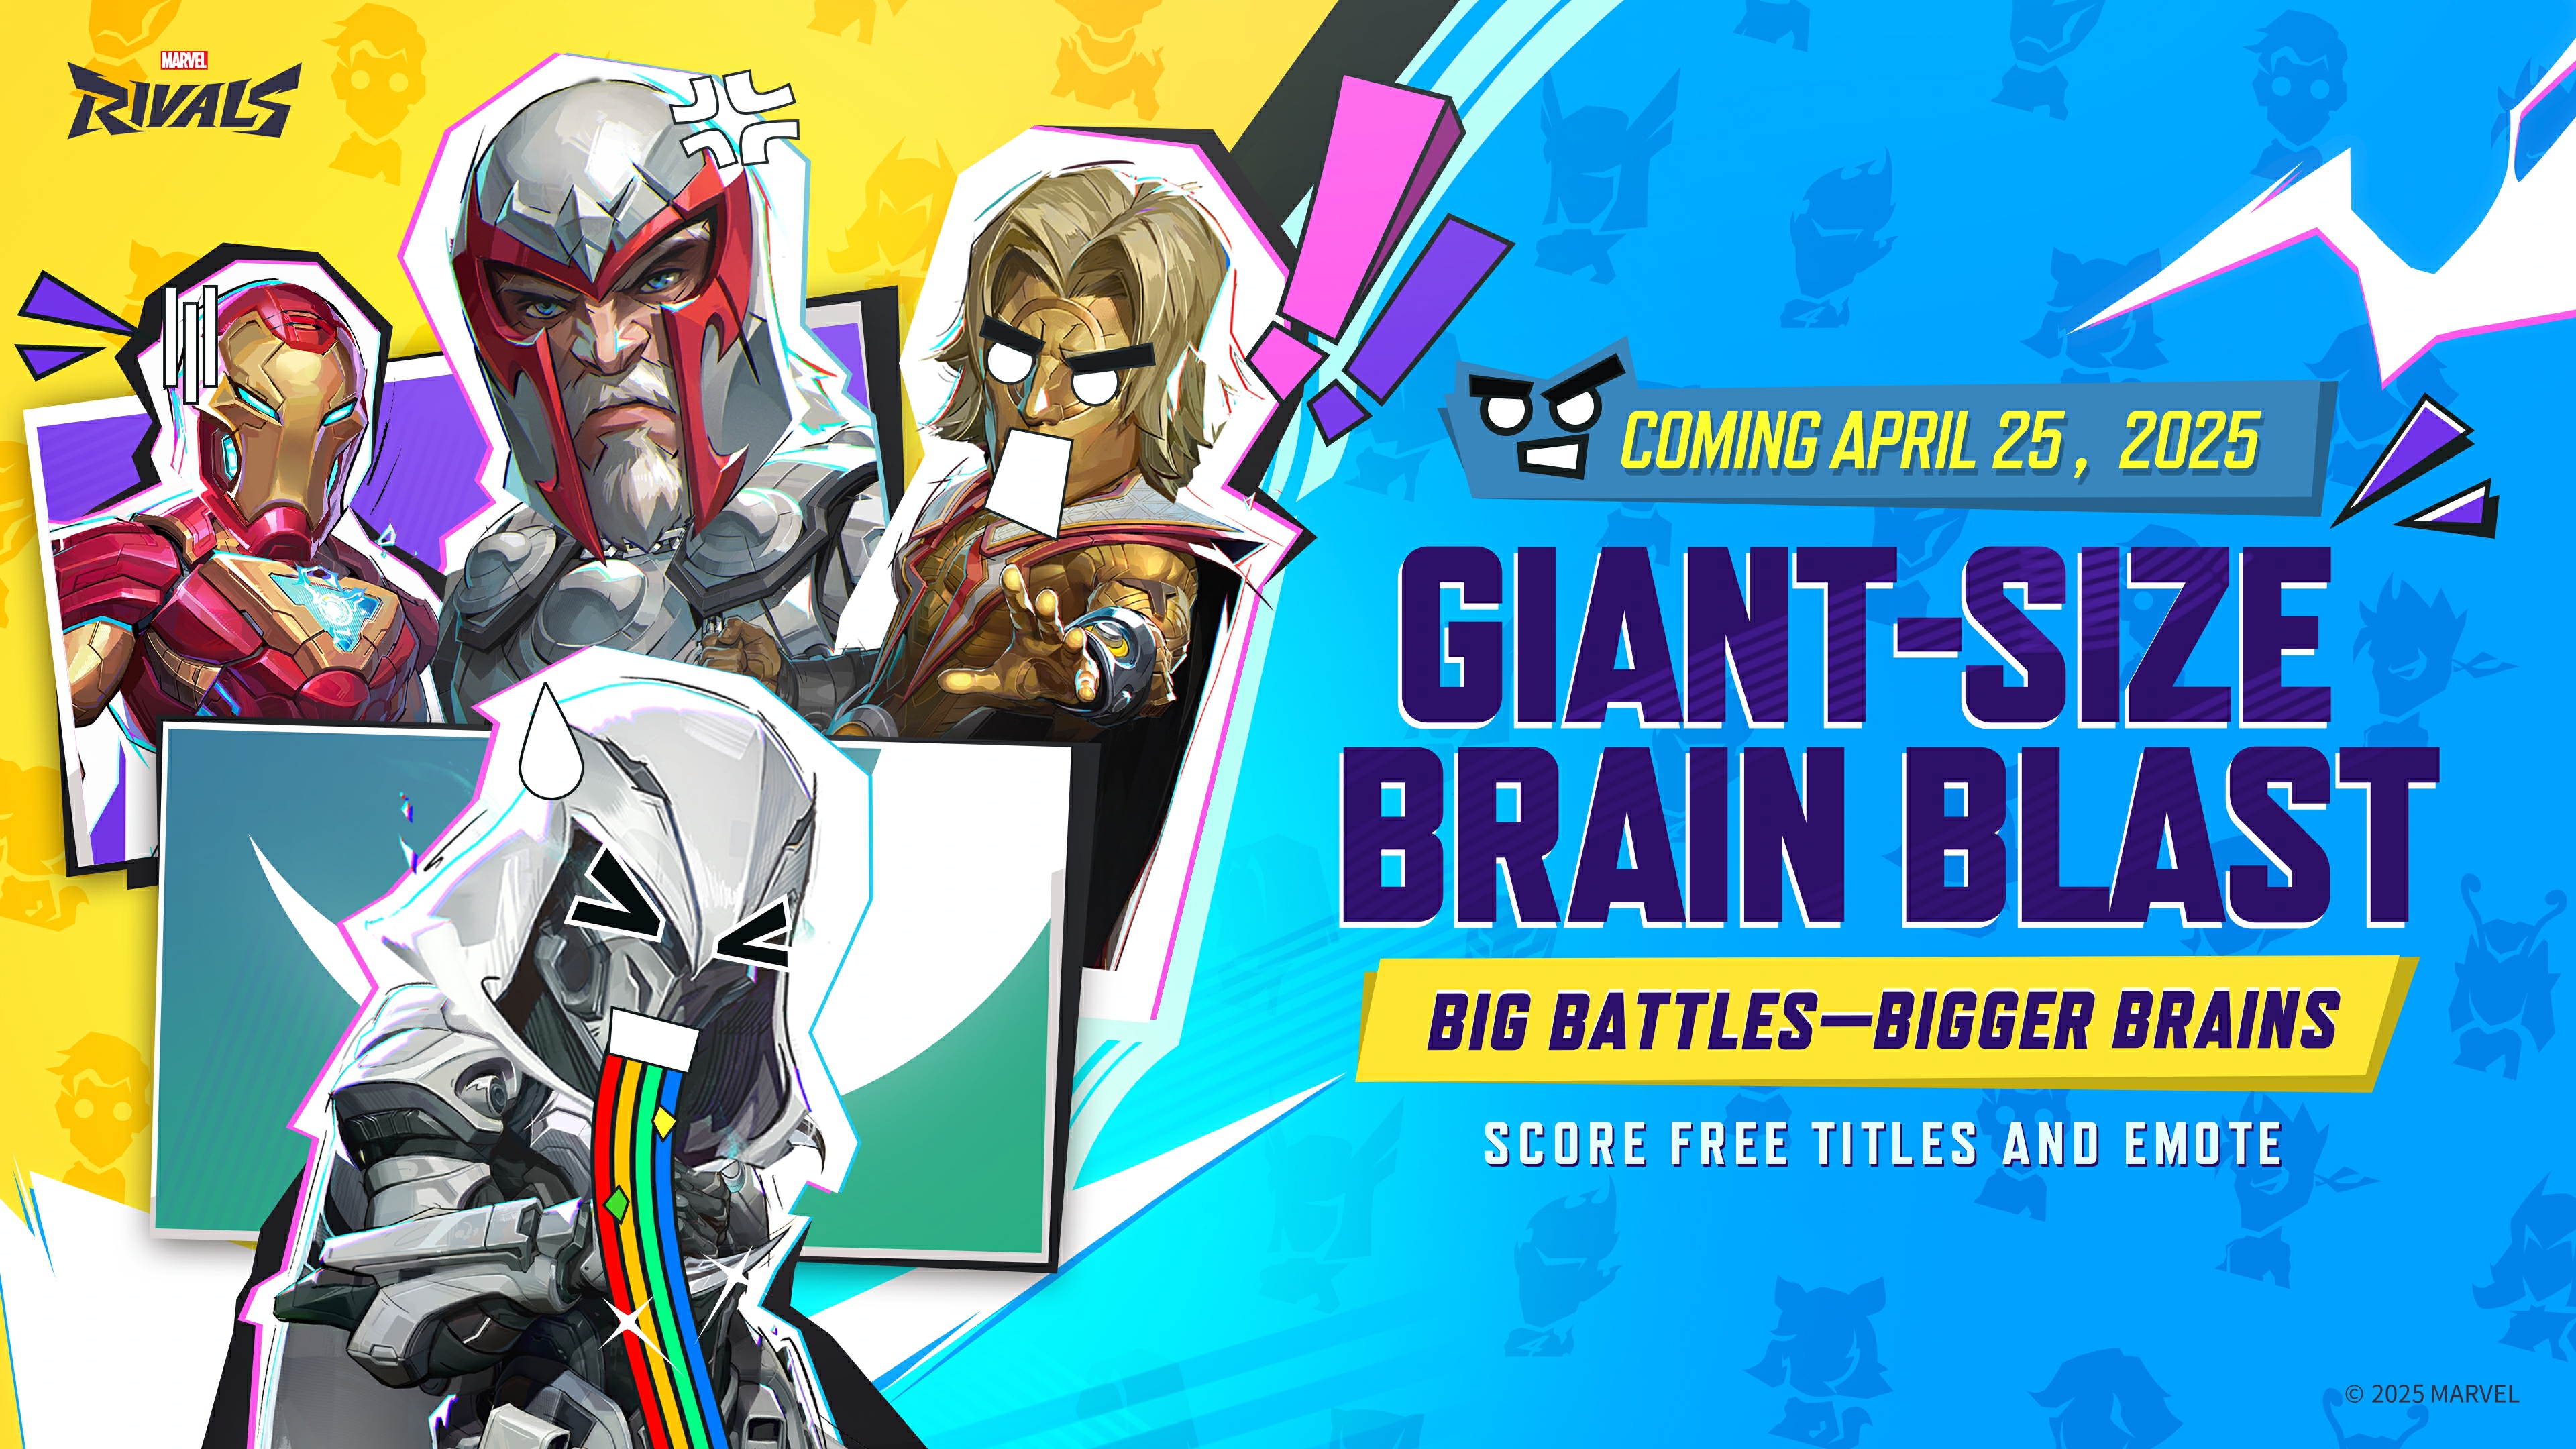 MARVEL
RIVALS
COMING APRIL 25, 2025
GIANT-SIZE
BRAIN BLAST
BIG BATTLES—BIGGER BRAINS
SCORE FREE TITLES AND EMOTE
© 2025 MARVEL